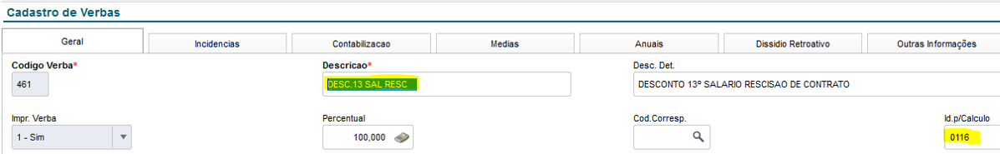 Cadastro de Verbas
Geral Incidencias Contabilizacao Medias Anuais Dissidio Retroativo Outras Informações
Codigo Verba* Descricao* Desc. Det.
461 DESC.13 SAL RESC DESCONTO 13º SALARIO RESCISAO DE CONTRATO
Impr. Verba Percentual Cod.Corresp. Id.p/Calculo
1 - Sim 100,000 0116